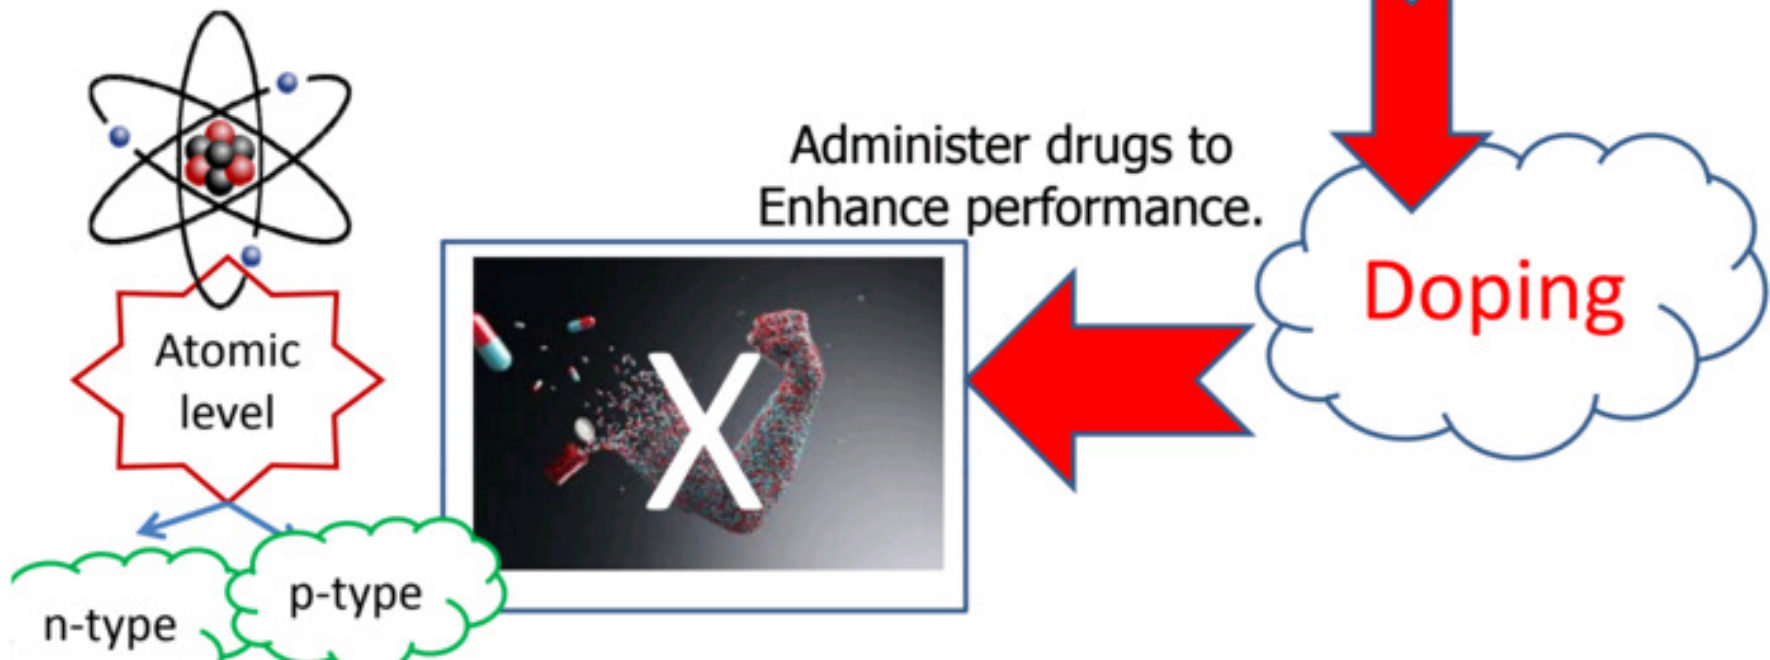 Administer drugs to
Enhance performance.
Doping
Atomic
level
X
p-type
n-type